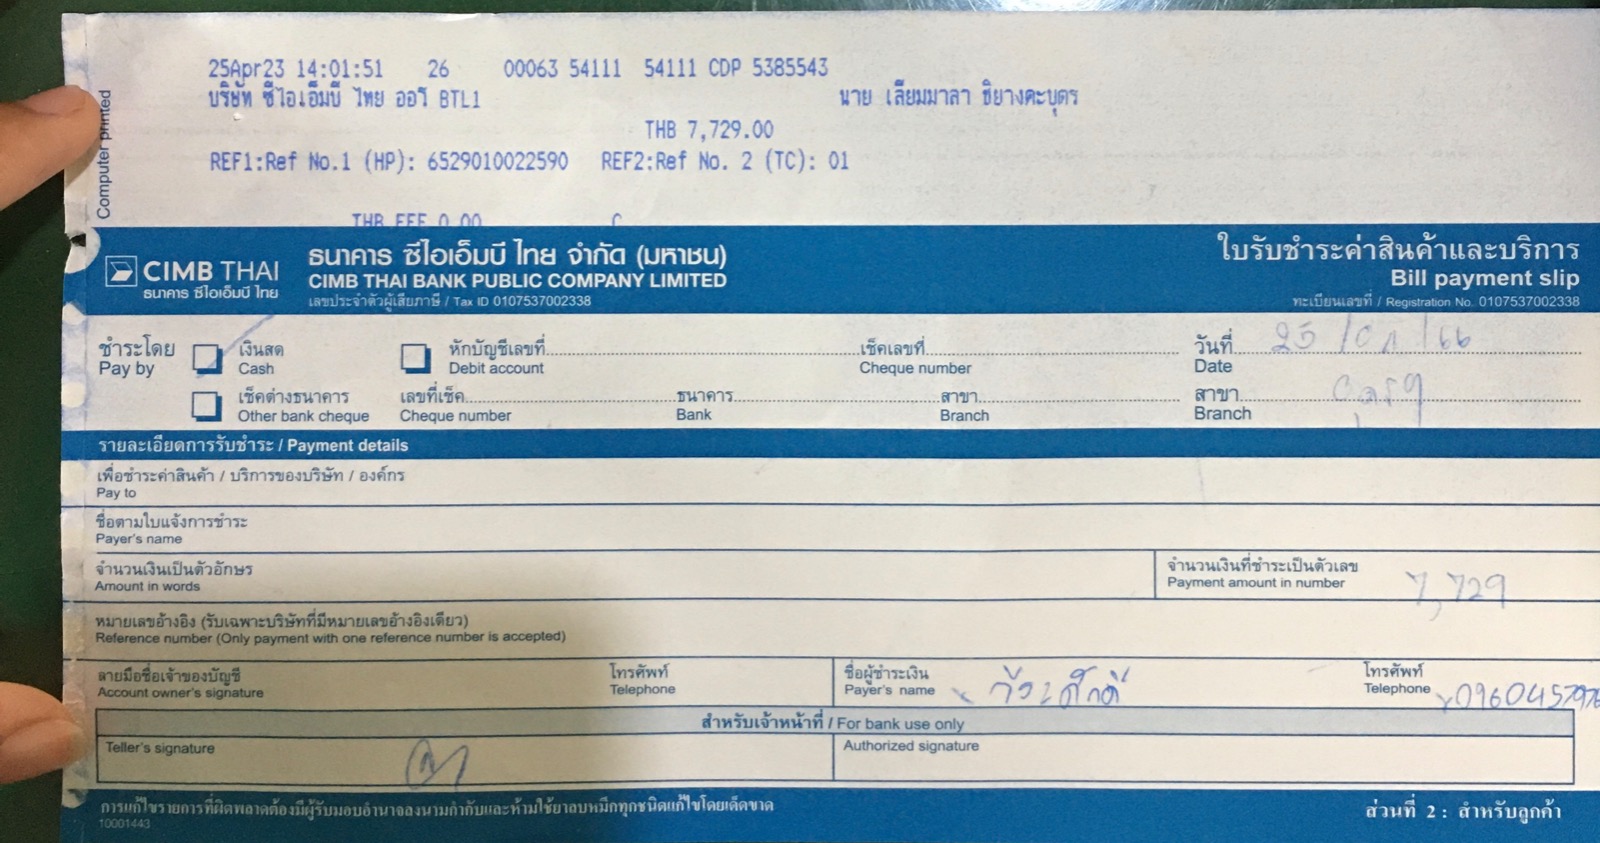 25Apr23 14:01:51 26 00063 54111 54111 CDP 5385543
บริษัท ซีไอเอ็มบี ไทย ออโ BTL1 นาย เลียมมาลา ชิยางคะบุตร
THB 7,729.00
REF1:Ref No.1 (HP): 6529010022590 REF2:Ref No. 2 (TC): 01
THB FEE 0.00 C
Computer printed
CIMB THAI
ธนาคาร ซีไอเอ็มบี ไทย
ธนาคาร ซีไอเอ็มบี ไทย จำกัด (มหาชน)
CIMB THAI BANK PUBLIC COMPANY LIMITED
เลขประจำตัวผู้เสียภาษี / Tax ID 0107537002338
ใบรับชำระค่าสินค้าและบริการ
Bill payment slip
ทะเบียนเลขที่ / Registration No. 0107537002338
ชำระโดย เงินสด หักบัญชีเลขที่ เช็คเลขที่ วันที่ 25
Pay by Cash Debit account Cheque number Date
เช็คต่างธนาคาร เลขที่เช็ค ธนาคาร สาขา สาขา
Other bank cheque Cheque number Bank Branch Branch
รายละเอียดการรับชำระ / Payment details
เพื่อชำระค่าสินค้า / บริการของบริษัท / องค์กร
Pay to
ชื่อตามใบแจ้งการชำระ
Payer's name
จำนวนเงินเป็นตัวอักษร จำนวนเงินที่ชำระเป็นตัวเลข
Amount in words Payment amount in number 7,729
หมายเลขอ้างอิง (รับเฉพาะบริษัทที่มีหมายเลขอ้างอิงเดียว)
Reference number (Only payment with one reference number is accepted)
ลายมือชื่อเจ้าของบัญชี โทรศัพท์ ชื่อผู้ชำระเงิน โทรศัพท์
Account owner's signature Telephone Payer's name Telephone
สำหรับเจ้าหน้าที่ / For bank use only
Teller's signature Authorized signature
การแก้ไขรายการที่ผิดพลาดต้องมีผู้รับมอบอำนาจลงนามกำกับและห้ามใช้ยาลบหมึกทุกชนิดแก้ไขโดยเด็ดขาด
10001443
ส่วนที่ 2 : สำหรับลูกค้า